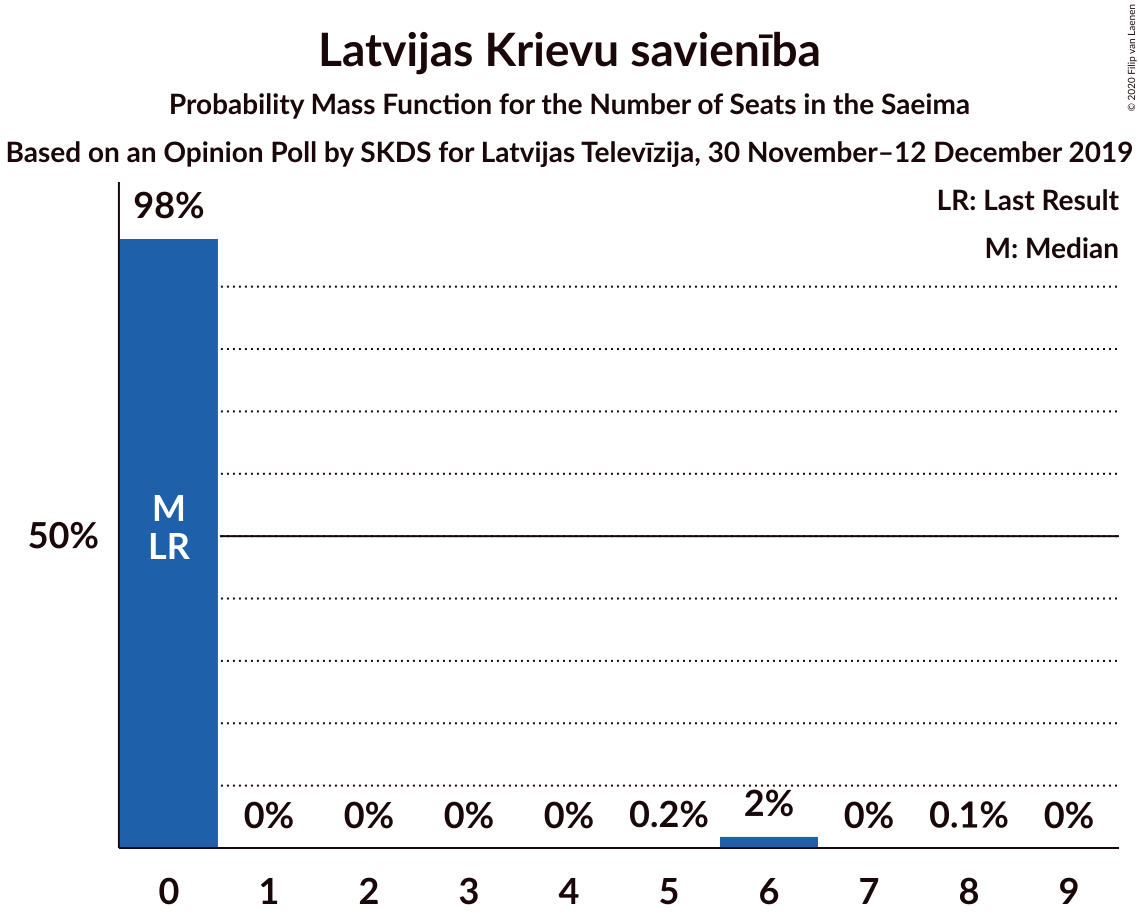 Latvijas Krievu savienība
Probability Mass Function for the Number of Seats in the Saeima
Based on an Opinion Poll by SKDS for Latvijas Televīzija, 30 November–12 December 2019
© 2020 Filip van Laenen
LR: Last Result
M: Median
98%
M
LR
50%
0% 0% 0% 0% 0.2% 2% 0% 0.1% 0%
0 1 2 3 4 5 6 7 8 9